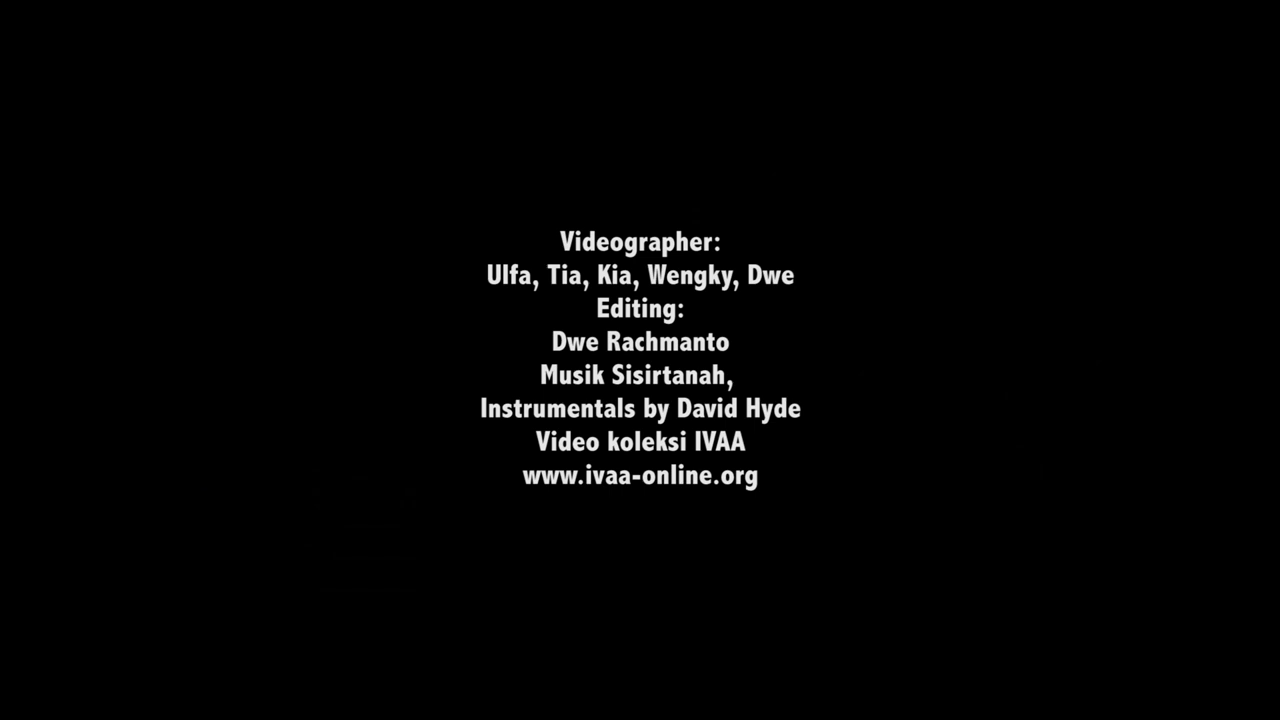 Videographer:
Ulfa, Tia, Kia, Wengky, Dwe
Editing:
Dwe Rachmanto
Musik Sisirtanah,
Instrumentals by David Hyde
Video koleksi IVAA
www.ivaa-online.org